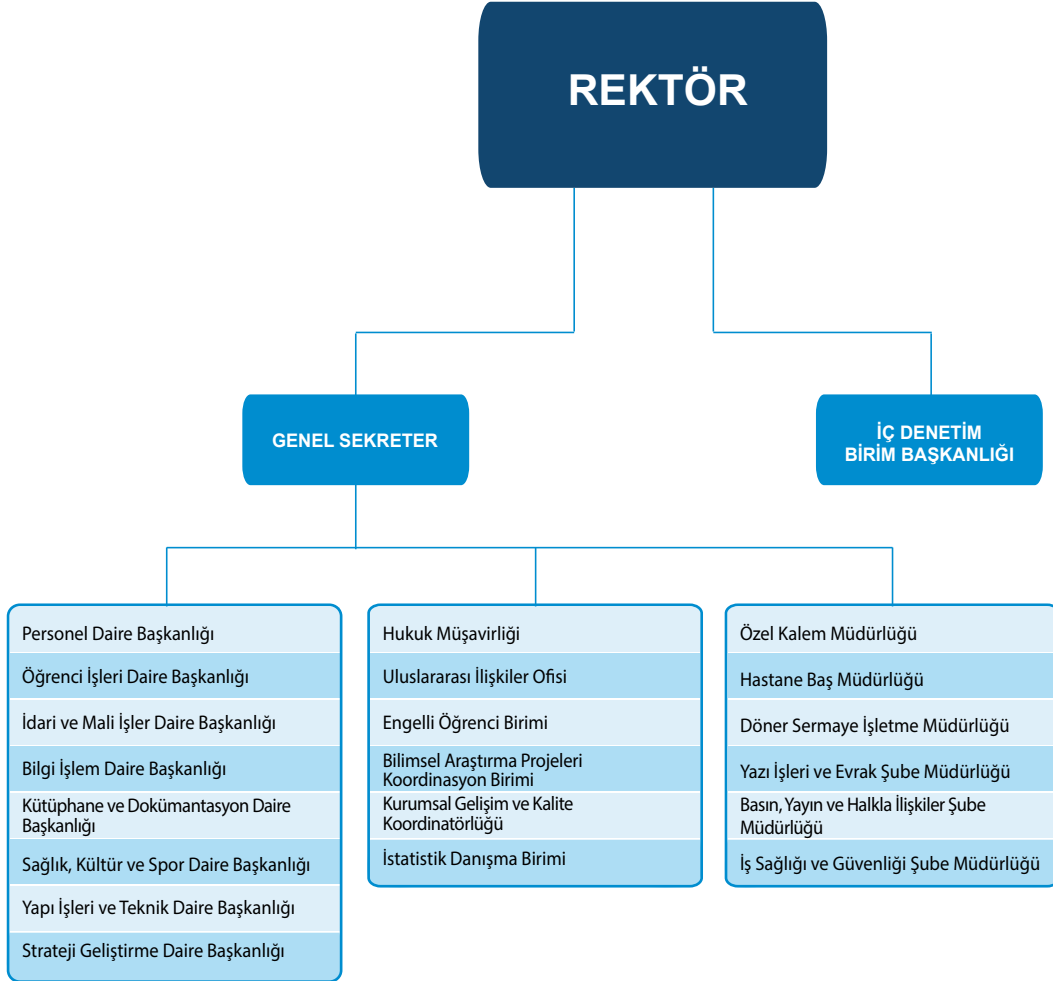 REKTÖR
GENEL SEKRETER
İÇ DENETİM
BİRİM BAŞKANLIĞI
Personel Daire Başkanlığı
Öğrenci İşleri Daire Başkanlığı
İdari ve Mali İşler Daire Başkanlığı
Bilgi İşlem Daire Başkanlığı
Kütüphane ve Dokümantasyon Daire
Başkanlığı
Sağlık, Kültür ve Spor Daire Başkanlığı
Yapı İşleri ve Teknik Daire Başkanlığı
Strateji Geliştirme Daire Başkanlığı
Hukuk Müşavirliği
Uluslararası İlişkiler Ofisi
Engelli Öğrenci Birimi
Bilimsel Araştırma Projeleri
Koordinasyon Birimi
Kurumsal Gelişim ve Kalite
Koordinatörlüğü
İstatistik Danışma Birimi
Özel Kalem Müdürlüğü
Hastane Baş Müdürlüğü
Döner Sermaye İşletme Müdürlüğü
Yazı İşleri ve Evrak Şube Müdürlüğü
Basın, Yayın ve Halkla İlişkiler Şube
Müdürlüğü
İş Sağlığı ve Güvenliği Şube Müdürlüğü